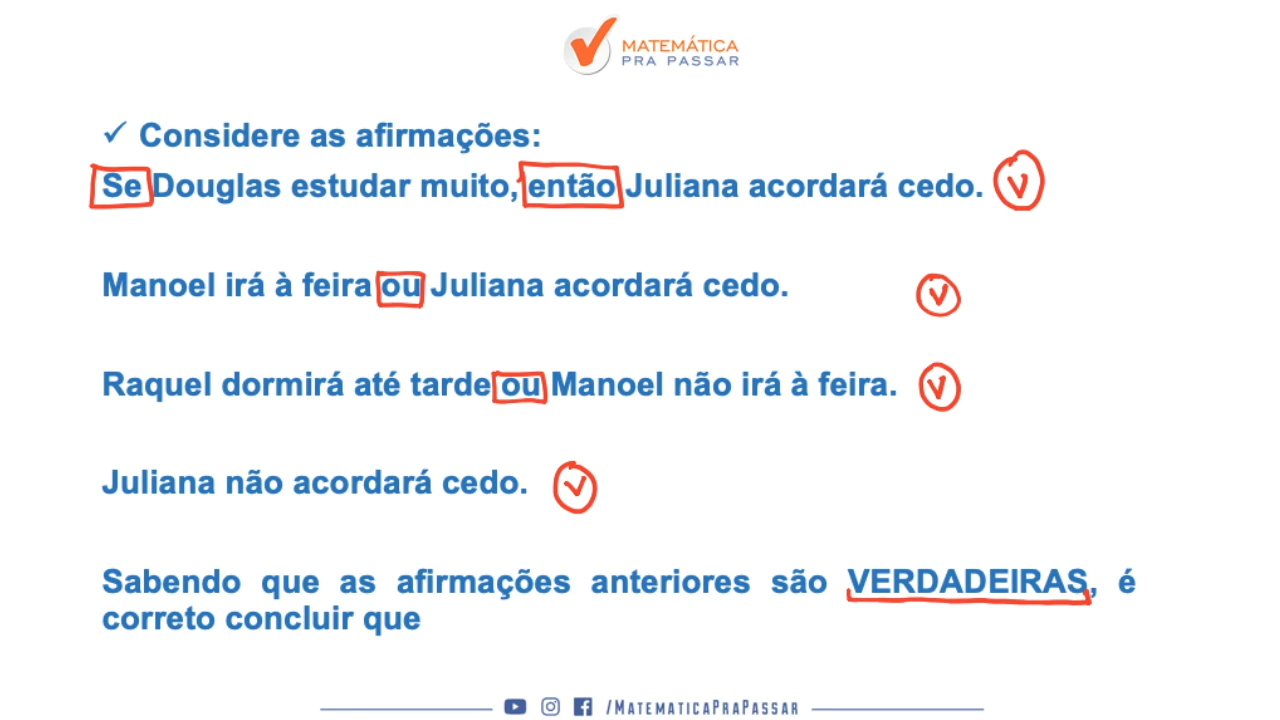 MATEMÁTICA
PRA PASSAR
✓ Considere as afirmações:
Se Douglas estudar muito, então Juliana acordará cedo. V
Manoel irá à feira ou Juliana acordará cedo. V
Raquel dormirá até tarde ou Manoel não irá à feira. V
Juliana não acordará cedo. V
Sabendo que as afirmações anteriores são VERDADEIRAS, é
correto concluir que
/MATEMATICAPRAPASSAR